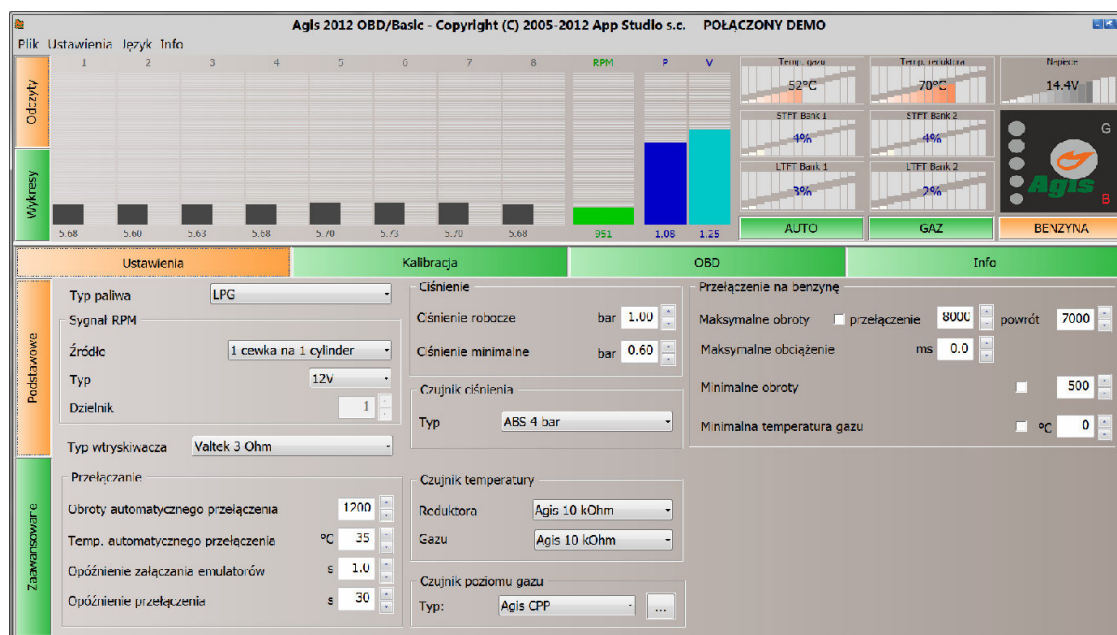 Agis 2012 OBD/Basic - Copyright (C) 2005-2012 App Studio s.c. POŁĄCZONY DEMO
Plik Ustawienia Język Info
1 2 3 4 5 6 7 8 RPM P V
Temp. gazu Temp. reduktora Napięcie
52°C 70°C 14.4V
Odczyty
STFT Bank 1 STFT Bank 2
4% 4%
G
LTFT Bank 1 LTFT Bank 2
3% 2%
Agis
B
Wykresy
5.68 5.60 5.63 5.68 5.70 5.73 5.70 5.68 951 1.08 1.25
AUTO GAZ BENZYNA
Ustawienia Kalibracja OBD Info
Podstawowe
Zaawansowane
Typ paliwa LPG
Sygnał RPM
Źródło 1 cewka na 1 cylinder
Typ 12V
Dzielnik 1
Typ wtryskiwacza Valtek 3 Ohm
Przełączanie
Obroty automatycznego przełączenia 1200
Temp. automatycznego przełączenia ºC 35
Opóźnienie załączania emulatorów s 1.0
Opóźnienie przełączenia s 30
Ciśnienie
Ciśnienie robocze bar 1.00
Ciśnienie minimalne bar 0.60
Czujnik ciśnienia
Typ ABS 4 bar
Czujnik temperatury
Reduktora Agis 10 kOhm
Gazu Agis 10 kOhm
Czujnik poziomu gazu
Typ: Agis CPP ...
Przełączenie na benzynę
Maksymalne obroty przełączenie 8000 powrót 7000
Maksymalne obciążenie ms 0.0
Minimalne obroty 500
Minimalna temperatura gazu ºC 0